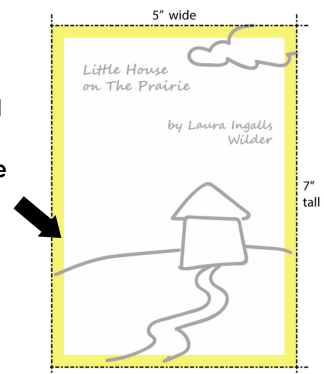 5" wide
Little House
on The Prairie
by Laura Ingalls
Wilder
7"
tall